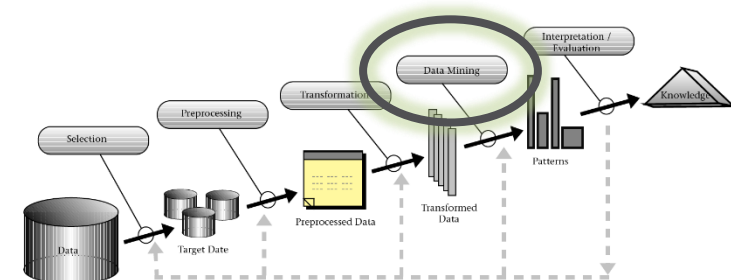 Interpretation /
Evaluation
Data Mining
Transformation
Preprocessing
Selection
Knowledge
Patterns
Transformed
Data
Preprocessed Data
Target Date
Data